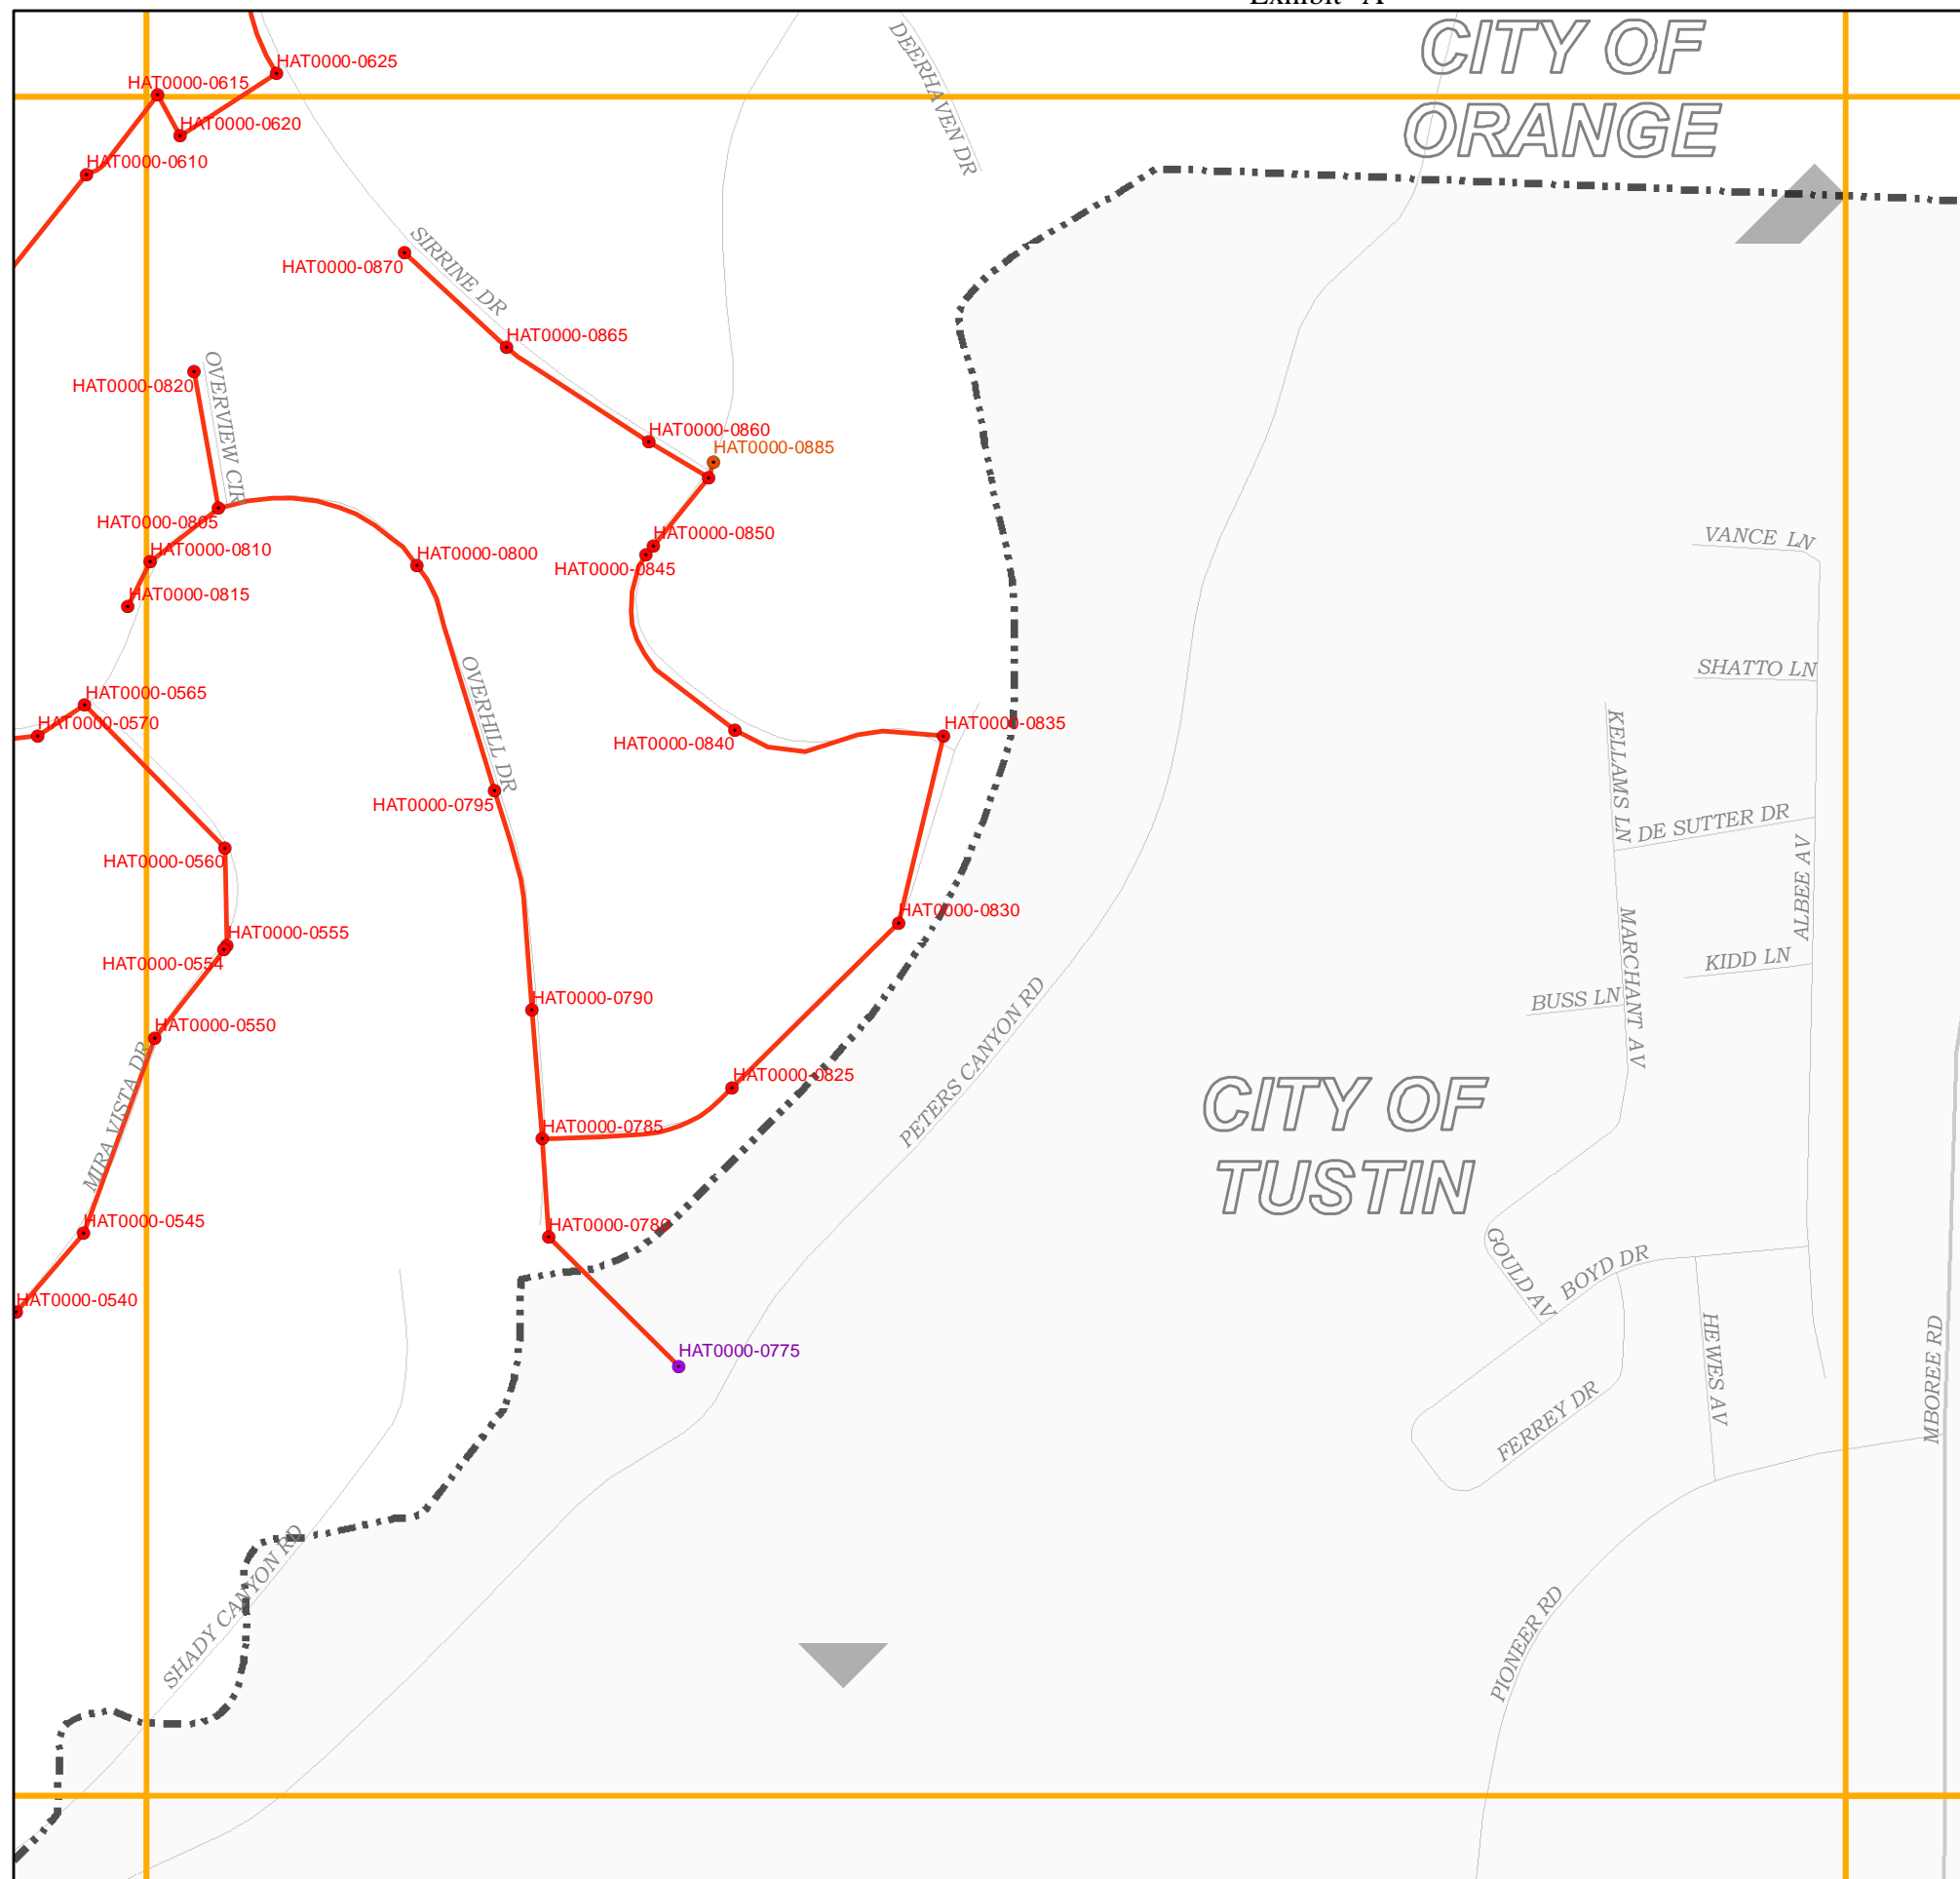 CITY OF
ORANGE
DEERHAVEN DR
HAT0000-0625
HAT0000-0615
HAT0000-0620
HAT0000-0610
SIRRINE DR
HAT0000-0870
HAT0000-0865
OVERVIEW CIR
HAT0000-0820
HAT0000-0860
HAT0000-0885
HAT0000-0805
HAT0000-0810
HAT0000-0800
HAT0000-0850
HAT0000-0845
HAT0000-0815
VANCE LN
SHATTO LN
OVERHILL DR
HAT0000-0565
HAT0000-0570
HAT0000-0840
HAT0000-0835
KELLAMS LN
DE SUTTER DR
HAT0000-0795
ALBEE AV
HAT0000-0560
HAT0000-0830
HAT0000-0555
HAT0000-0554
MARCHANT AV
KIDD LN
BUSS LN
HAT0000-0790
HAT0000-0550
PETERS CANYON RD
HAT0000-0825
MIRA VISTA DR
HAT0000-0785
CITY OF
TUSTIN
HAT0000-0545
HAT0000-0780
GOULD AV
BOYD DR
HAT0000-0540
HAT0000-0775
HEWES AV
MBOREE RD
FERREY DR
SHADY CANYON RD
PIONEER RD